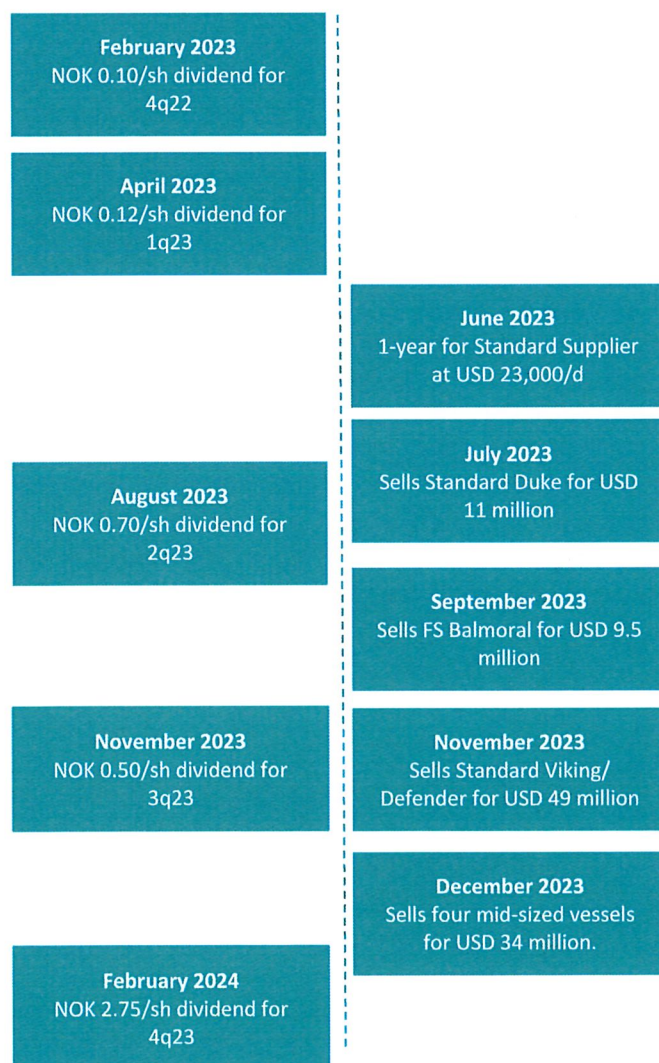 February 2023
NOK 0.10/sh dividend for
4q22
April 2023
NOK 0.12/sh dividend for
1q23
June 2023
1-year for Standard Supplier
at USD 23,000/d
July 2023
Sells Standard Duke for USD
11 million
August 2023
NOK 0.70/sh dividend for
2q23
September 2023
Sells FS Balmoral for USD 9.5
million
November 2023
NOK 0.50/sh dividend for
3q23
November 2023
Sells Standard Viking/
Defender for USD 49 million
December 2023
Sells four mid-sized vessels
for USD 34 million.
February 2024
NOK 2.75/sh dividend for
4q23